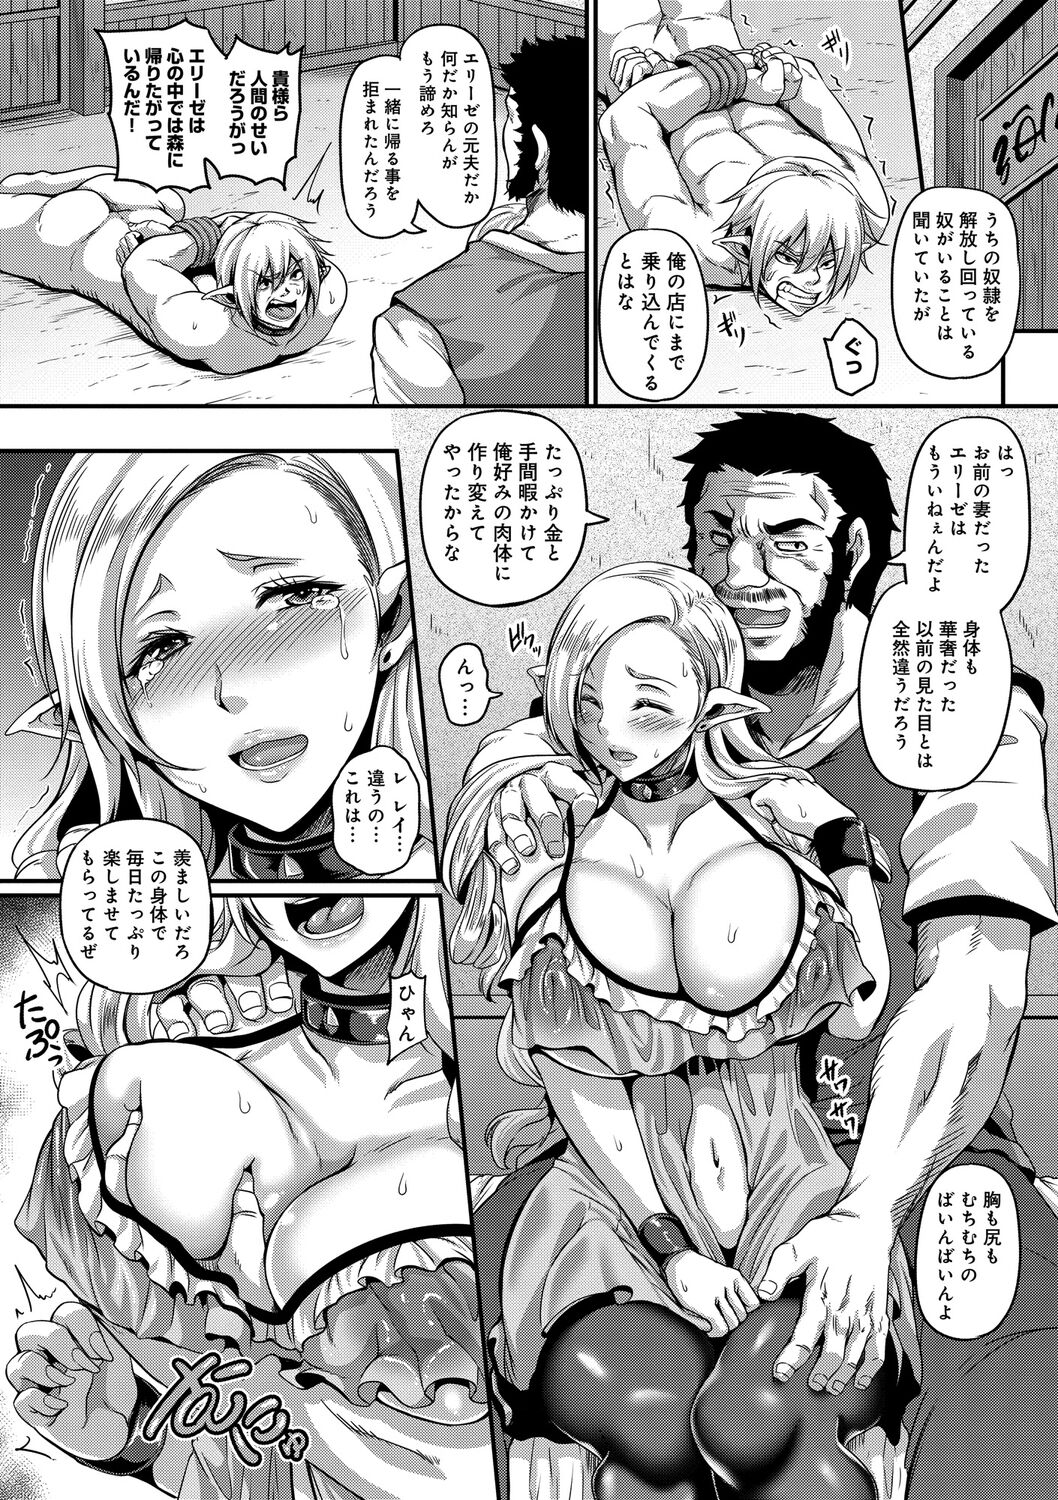 うちの奴隷を
解放し回っている
奴がいることは
聞いていたが
俺の店にまで
乗り込んでくる
とはな
ぐっ
ギリ
ギリッ
エリーゼの元夫だか
何だか知らんが
もう諦めろ
一緒に帰る事を
拒まれたんだろう
貴様ら
人間のせい
だろうがっ
エリーゼは
心の中では森に
帰りたがって
いるんだ！
はっ
お前の妻だった
エリーゼは
もういねぇんだよ
身体も
華奢だった
以前の見た目とは
全然違うだろう
たっぷり金と
手間暇かけて
俺好みの肉体に
作り変えて
やったからな
んっ…
ビクッ
サワ
サワッ
胸も尻も
むちむちの
ばいんばいんよ
レ レイ…
違うの…
これは…
羨ましいだろ
この身体で
毎日たっぷり
楽しませて
もらってるぜ
ひゃん
たぷっ